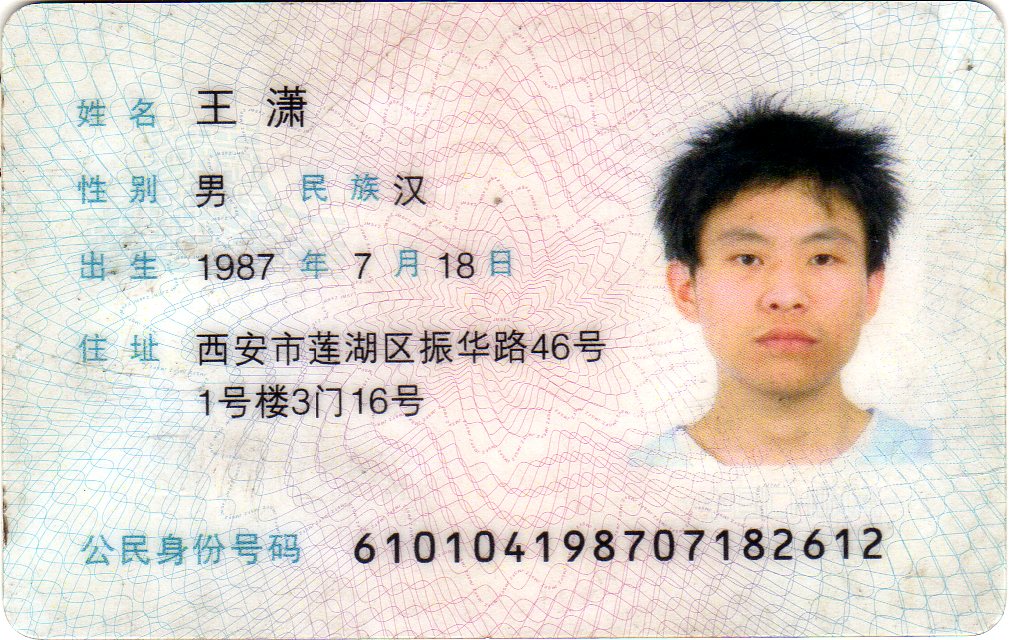 姓名 王潇
性别 男 民族 汉
出生 1987 年 7 月 18 日
住址 西安市莲湖区振华路46号
1号楼3门16号
公民身份号码 610104198707182612